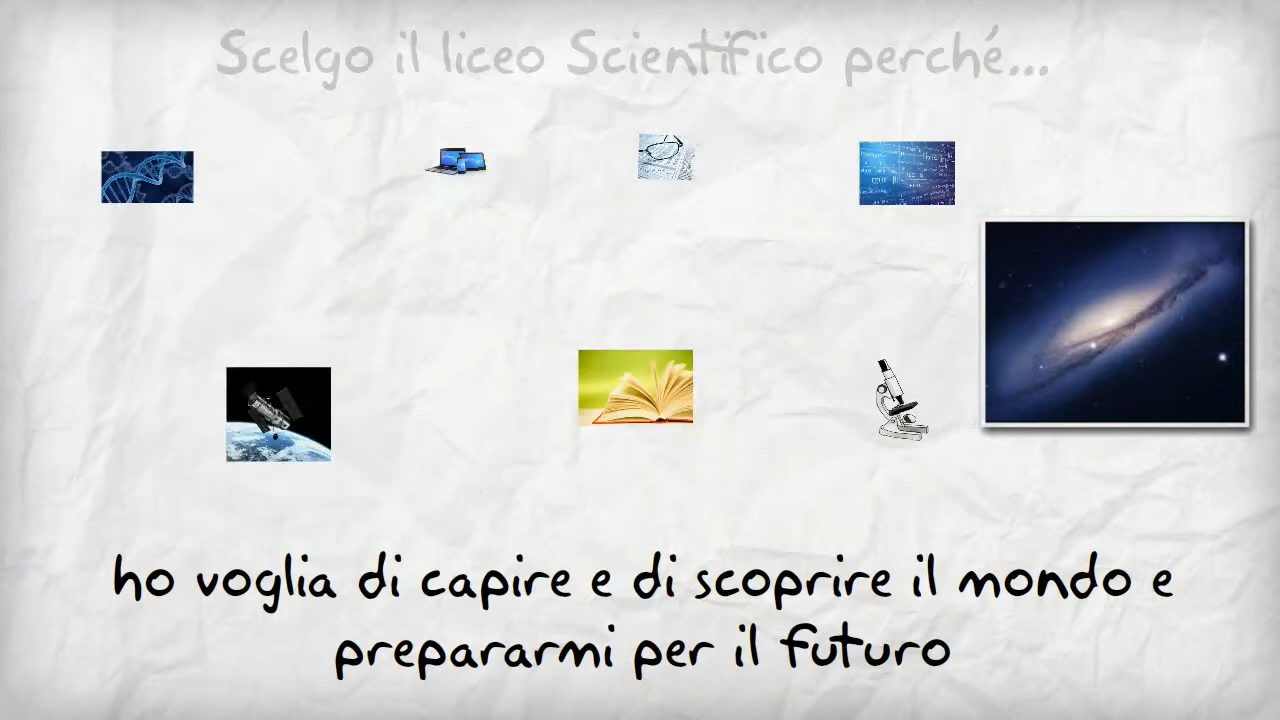 Scelgo il liceo Scientifico perché...
ho voglia di capire e di scoprire il mondo e
prepararmi per il futuro